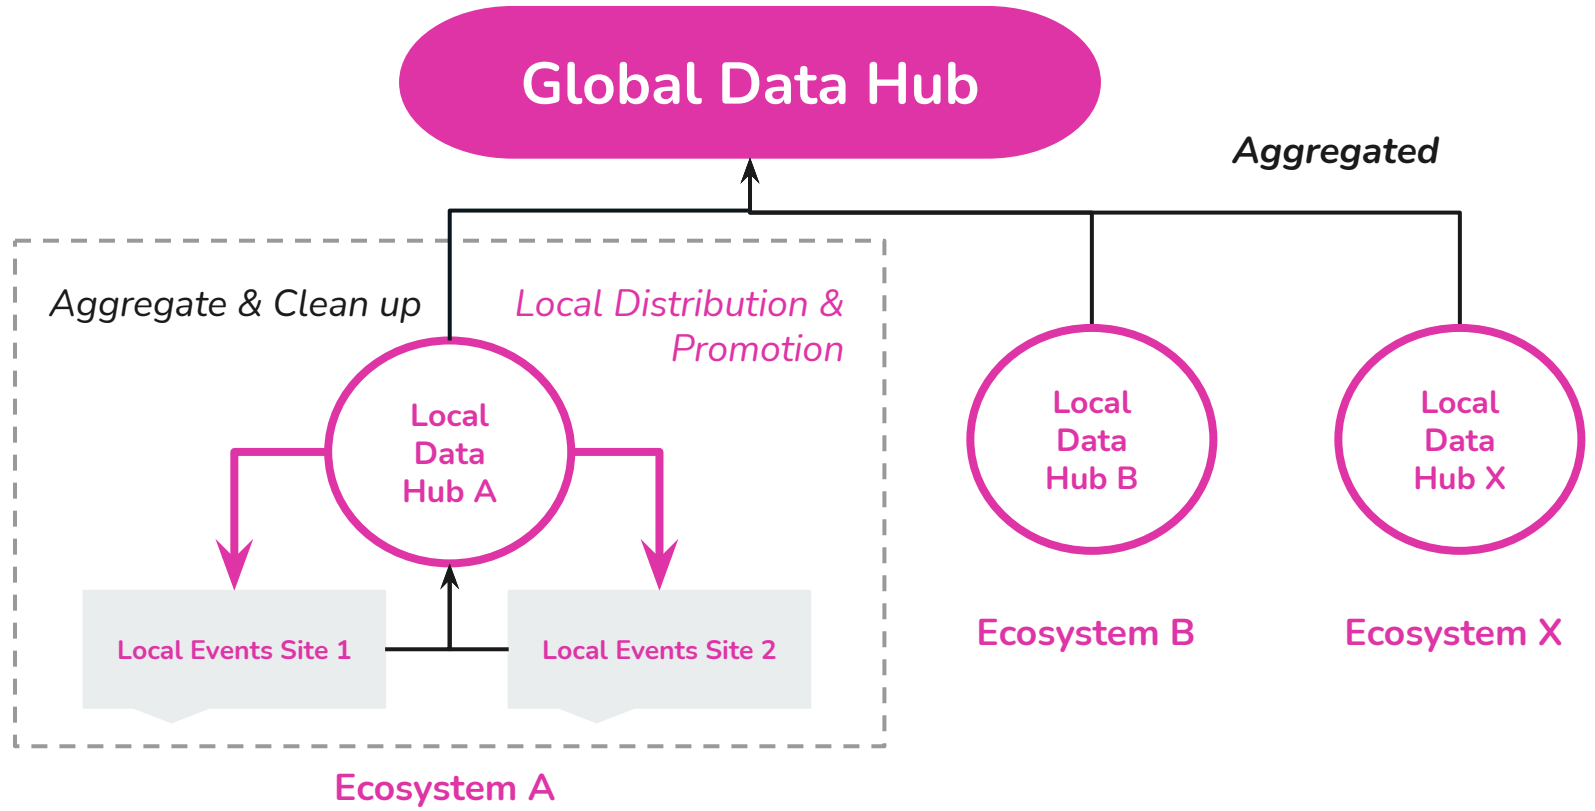 Global Data Hub
Aggregated
Aggregate & Clean up
Local Distribution &
Promotion
Local
Data
Hub A
Local
Data
Hub B
Local
Data
Hub X
Local Events Site 1
Local Events Site 2
Ecosystem B
Ecosystem X
Ecosystem A